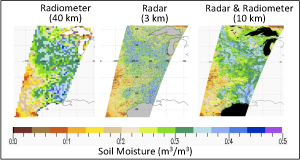 Radiometer
(40 km)
Radar
(3 km)
Radar & Radiometer
(10 km)
0.0 0.1 0.2 0.3 0.4 0.5
Soil Moisture (m³/m³)